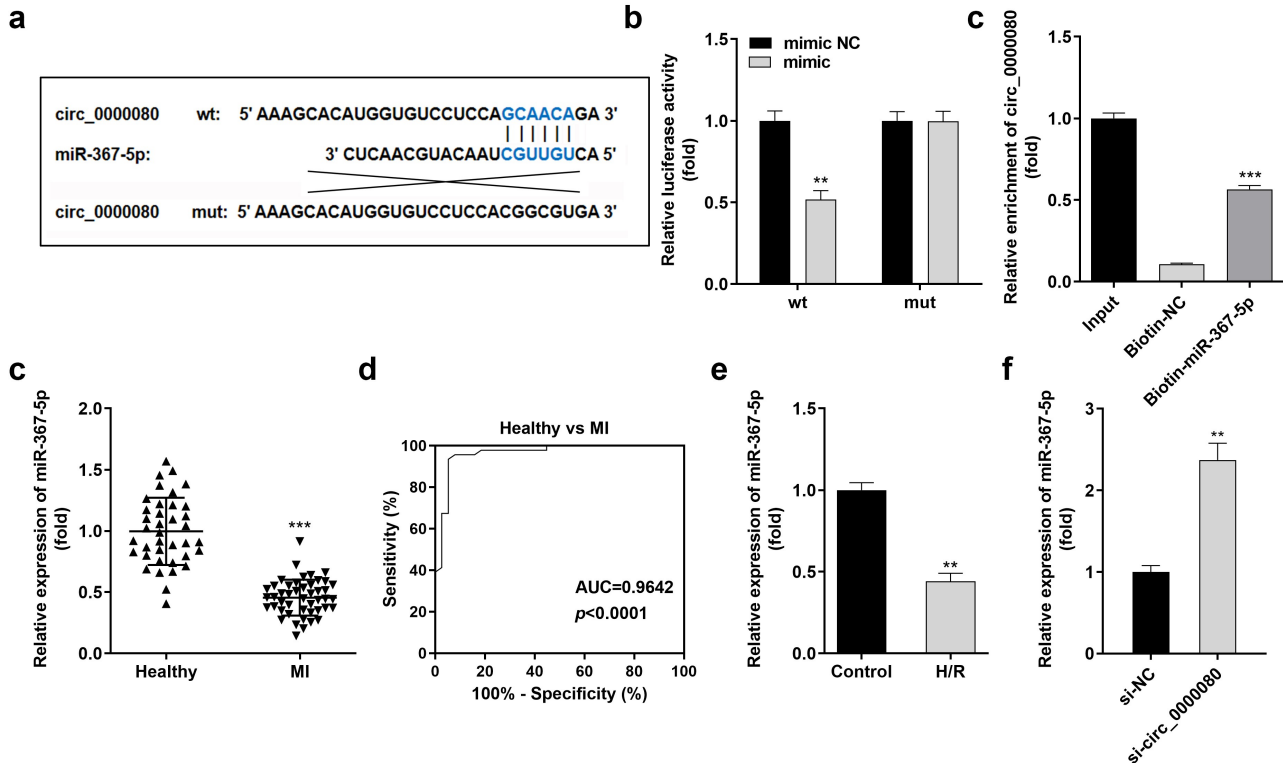 a
circ_0000080 wt: 5' AAAGCACAUGGUGUCCUCCAGCAACAGA 3'
miR-367-5p: 3' CUCAACGUACAAUCGUUGUCA 5'
circ_0000080 mut: 5' AAAGCACAUGGUGUCCUCCACGGCGUGA 3'
b
Relative luciferase activity
(fold)
1.5
1.0
0.5
0.0
mimic NC
mimic
**
wt
mut
c
Relative enrichment of circ_0000080
(fold)
1.5
1.0
0.5
0.0
***
Input
Biotin-NC
Biotin-miR-367-5p
c
Relative expression of miR-367-5p
(fold)
2.0
1.5
1.0
0.5
0.0
***
Healthy
MI
d
Healthy vs MI
Sensitivity (%)
100
80
60
40
20
0
AUC=0.9642
p<0.0001
0 20 40 60 80 100
100% - Specificity (%)
e
Relative expression of miR-367-5p
(fold)
1.5
1.0
0.5
0.0
**
Control
H/R
f
Relative expression of miR-367-5p
(fold)
3
2
1
0
**
si-NC
si-circ_0000080